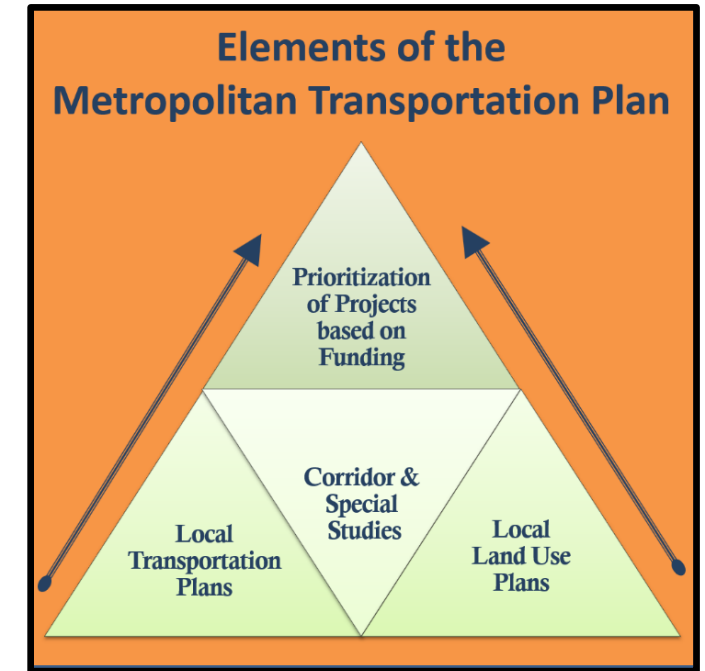 Elements of the
Metropolitan Transportation Plan
Prioritization
of Projects
based on
Funding
Corridor &
Special
Studies
Local
Transportation
Plans
Local
Land Use
Plans